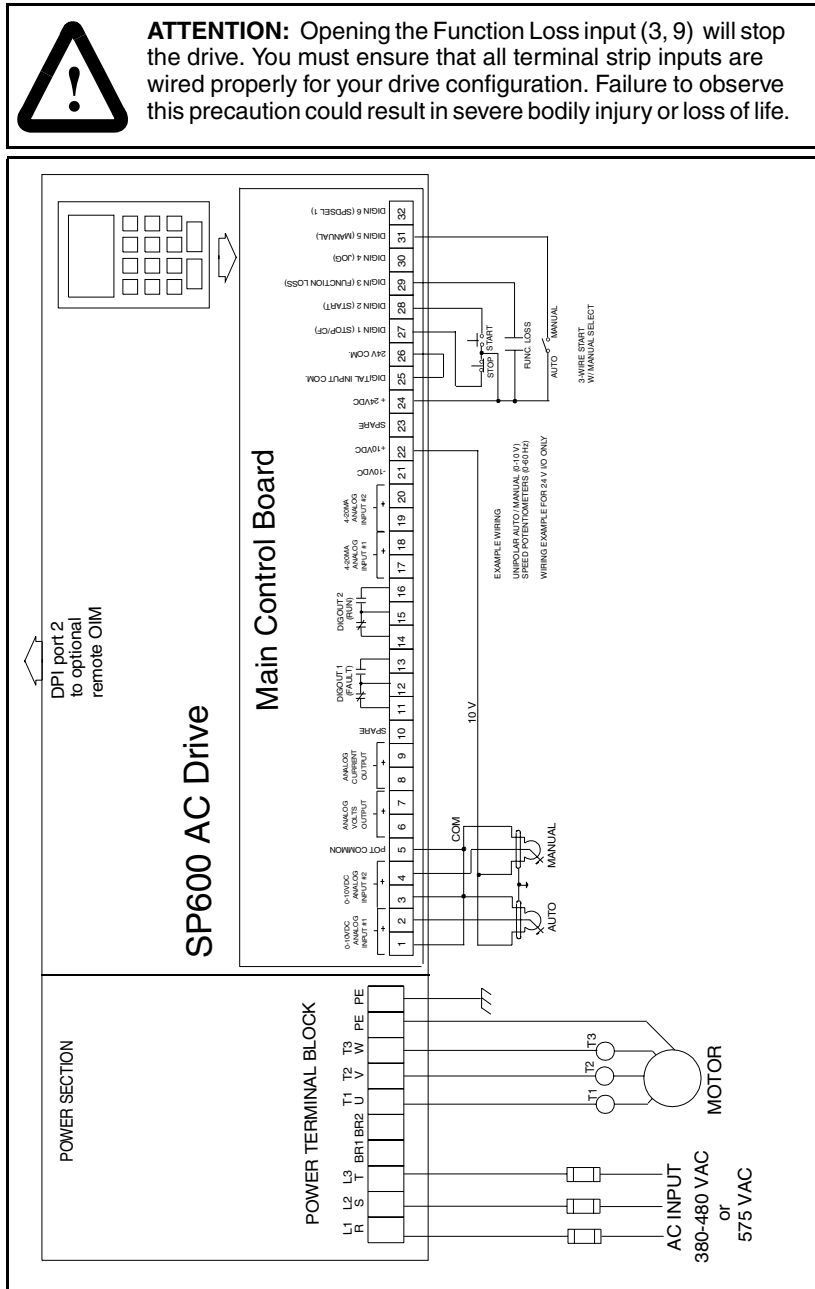 ATTENTION: Opening the Function Loss input (3, 9) will stop
the drive. You must ensure that all terminal strip inputs are
wired properly for your drive configuration. Failure to observe
this precaution could result in severe bodily injury or loss of life.
!
DPI port 2
to optional
remote OIM
SP600 AC Drive
Main Control Board
DIGIN 6 (SPDSEL 1)
32
DIGIN 5 (MANUAL)
31
DIGIN 4 (JOG)
30
DIGIN 3 (FUNCTION LOSS)
29
DIGIN 2 (START)
28
DIGIN 1 (STOP/CF)
27
24V COM.
26
DIGITAL INPUT COM.
25
+ 24VDC
24
SPARE
23
+10VDC
22
-10VDC
21
4-20MA
ANALOG
INPUT #2
+
20
19
4-20MA
ANALOG
INPUT #1
+
18
17
DIGOUT 2
(RUN)
16
15
14
DIGOUT 1
(FAULT)
13
12
11
SPARE
10
ANALOG
CURRENT
OUTPUT
+
9
8
ANALOG
VOLTS
OUTPUT
+
7
6
POT COMMON
5
0-10VDC
ANALOG
INPUT #2
+
4
3
0-10VDC
ANALOG
INPUT #1
+
2
1
STOP
START
FUNC. LOSS
AUTO
MANUAL
3-WIRE START
W/ MANUAL SELECT
EXAMPLE WIRING
UNIPOLAR AUTO / MANUAL (0-10 V)
SPEED POTENTIOMETERS (0-60 Hz)
WIRING EXAMPLE FOR 24 V I/O ONLY
10 V
COM
MANUAL
AUTO
POWER SECTION
POWER TERMINAL BLOCK
PE
PE
T3
W
T2
V
T1
U
BR2
BR1
L3
T
L2
S
L1
R
T3
T2
T1
MOTOR
AC INPUT
380-480 VAC
or
575 VAC